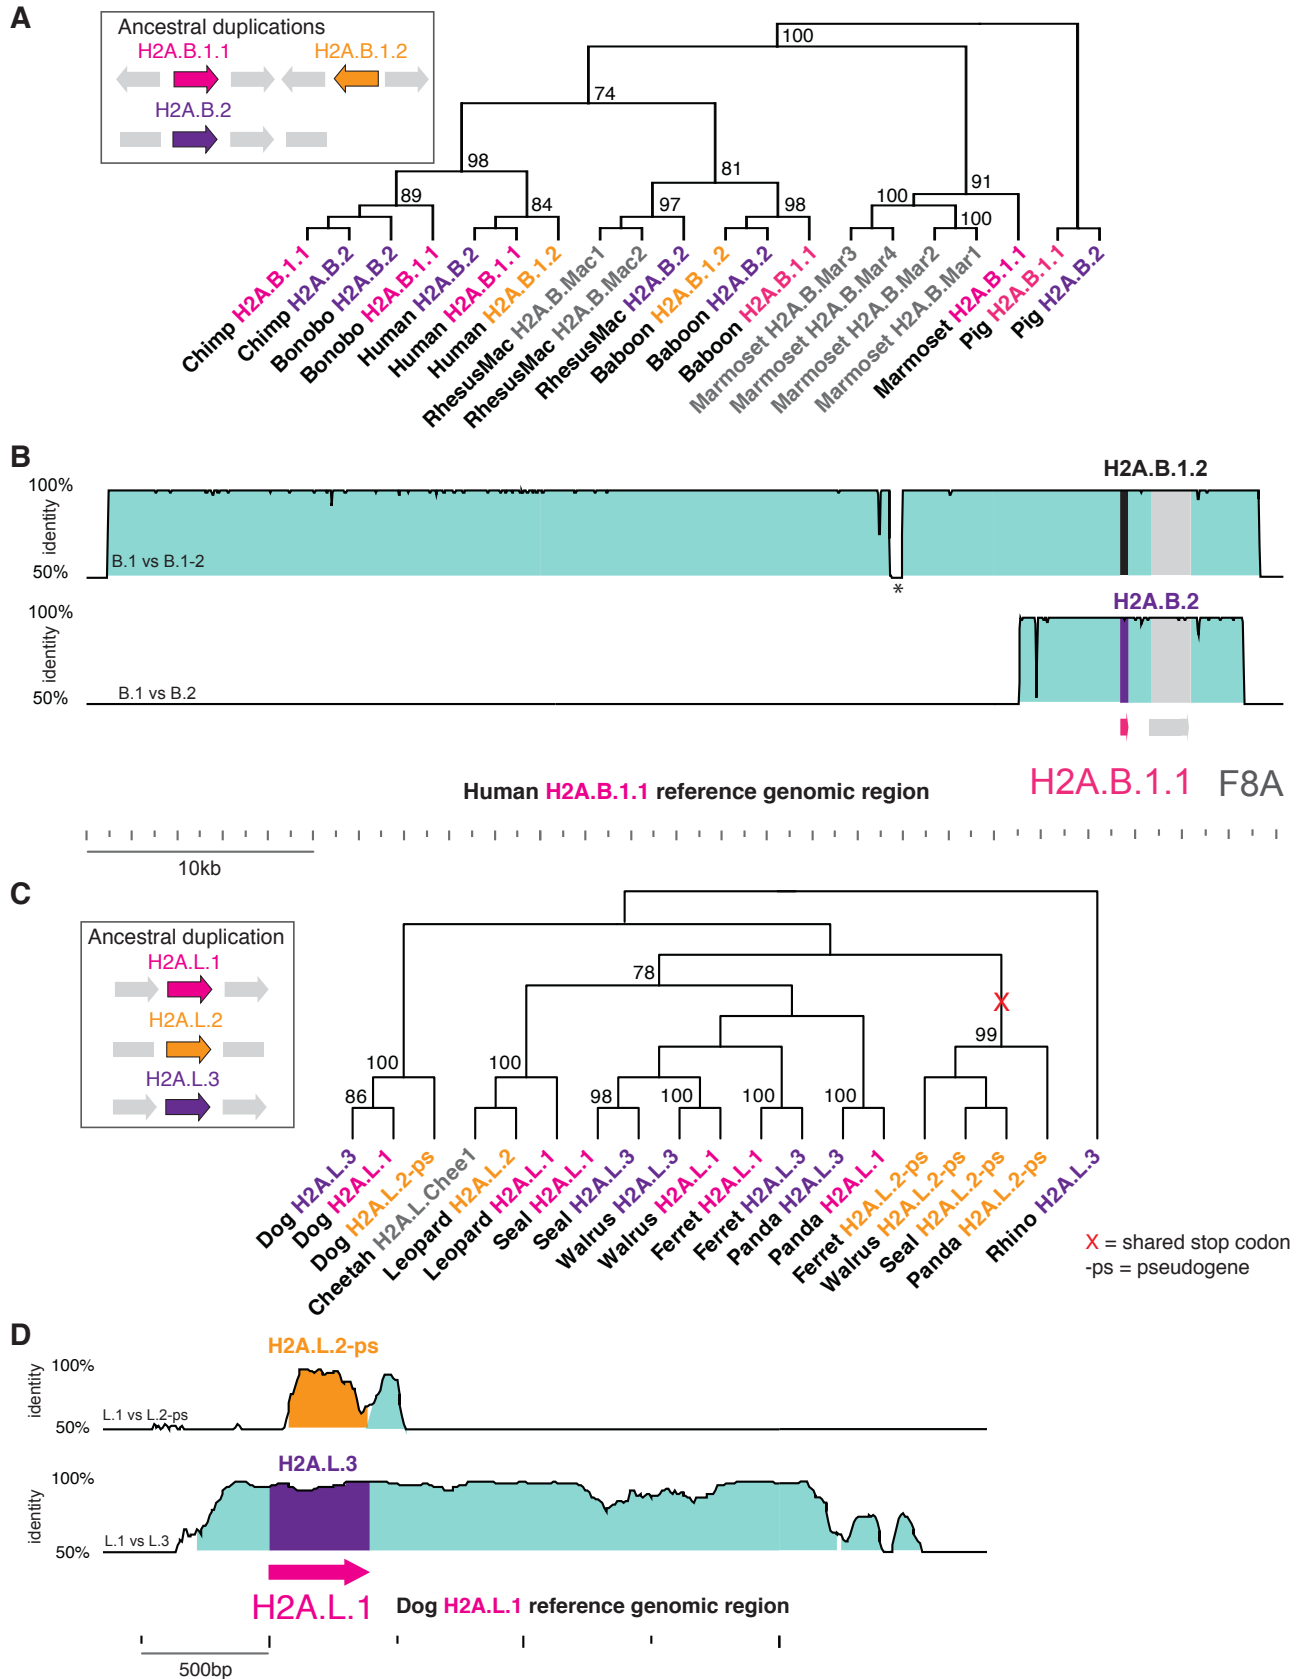 A
Ancestral duplications
H2A.B.1.1
H2A.B.1.2
H2A.B.2
100
74
98
81
89
84
97
98
100
91
100
Chimp H2A.B.1.1
Chimp H2A.B.2
Bonobo H2A.B.2
Bonobo H2A.B.1.1
Human H2A.B.2
Human H2A.B.1.1
Human H2A.B.1.2
RhesusMac H2A.B.Mac1
RhesusMac H2A.B.Mac2
RhesusMac H2A.B.2
Baboon H2A.B.1.2
Baboon H2A.B.2
Baboon H2A.B.1.1
Marmoset H2A.B.Mar3
Marmoset H2A.B.Mar4
Marmoset H2A.B.Mar2
Marmoset H2A.B.Mar1
Marmoset H2A.B.1.1
Pig H2A.B.1.1
Pig H2A.B.2
B
H2A.B.1.2
100%
identity
50%
B.1 vs B.1-2
*
H2A.B.2
100%
identity
50%
B.1 vs B.2
H2A.B.1.1 F8A
Human H2A.B.1.1 reference genomic region
10kb
C
Ancestral duplication
H2A.L.1
H2A.L.2
H2A.L.3
78
X
99
100
100
86
98
100
100
100
Dog H2A.L.3
Dog H2A.L.1
Dog H2A.L.2-ps
Cheetah H2A.L.Chee1
Leopard H2A.L.2
Leopard H2A.L.1
Seal H2A.L.1
Seal H2A.L.3
Walrus H2A.L.3
Walrus H2A.L.1
Ferret H2A.L.1
Ferret H2A.L.3
Panda H2A.L.3
Panda H2A.L.1
Ferret H2A.L.2-ps
Walrus H2A.L.2-ps
Seal H2A.L.2-ps
Panda H2A.L.2-ps
Rhino H2A.L.3
X = shared stop codon
-ps = pseudogene
D
H2A.L.2-ps
100%
identity
50%
L.1 vs L.2-ps
H2A.L.3
100%
identity
50%
L.1 vs L.3
H2A.L.1
Dog H2A.L.1 reference genomic region
500bp